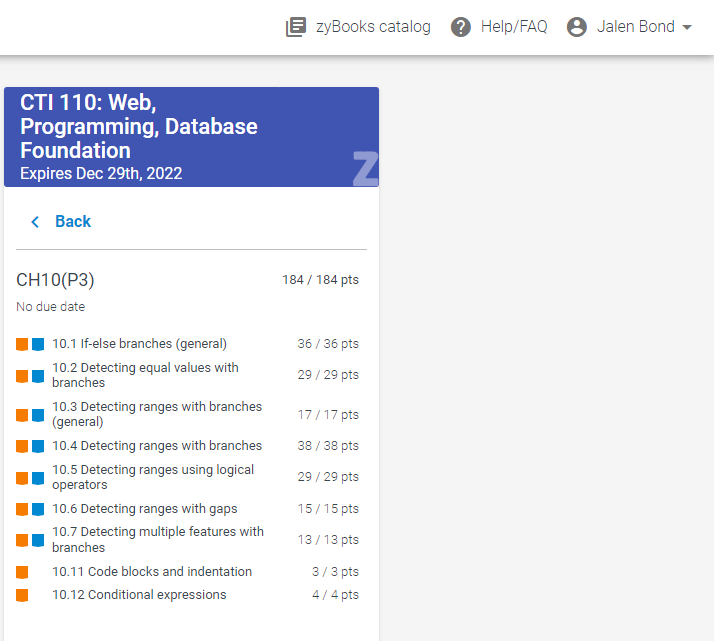 zyBooks catalog
Help/FAQ
Jalen Bond
CTI 110: Web,
Programming, Database
Foundation
Expires Dec 29th, 2022
Z
Back
CH10(P3) 184 / 184 pts
No due date
10.1 If-else branches (general) 36 / 36 pts
10.2 Detecting equal values with
branches 29 / 29 pts
10.3 Detecting ranges with branches
(general) 17 / 17 pts
10.4 Detecting ranges with branches 38 / 38 pts
10.5 Detecting ranges using logical
operators 29 / 29 pts
10.6 Detecting ranges with gaps 15 / 15 pts
10.7 Detecting multiple features with
branches 13 / 13 pts
10.11 Code blocks and indentation 3 / 3 pts
10.12 Conditional expressions 4 / 4 pts